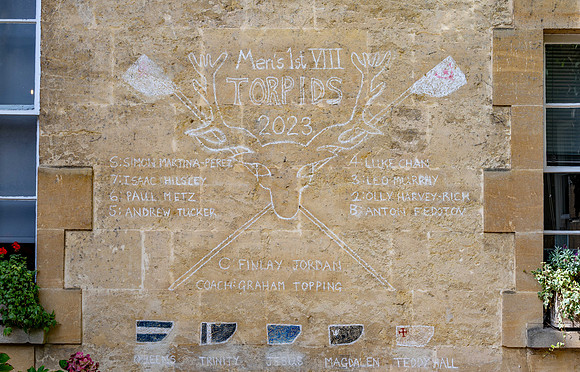 Men's 1st VIII
TORPIDS
2023
S: SIMON MARTINA-PEREZ
7: ISAAC HILSLEY
6: PAUL METZ
5: ANDREW TUCKER
4: LUKE CHAN
3: LEO MURPHY
2: OLLY HARVEY-RICH
B: ANTON FEDOTOV
C FINLAY JORDAN
COACH: GRAHAM TOPPING
QUEENS
TRINITY
JESUS
MAGDALEN
TEDDY HALL